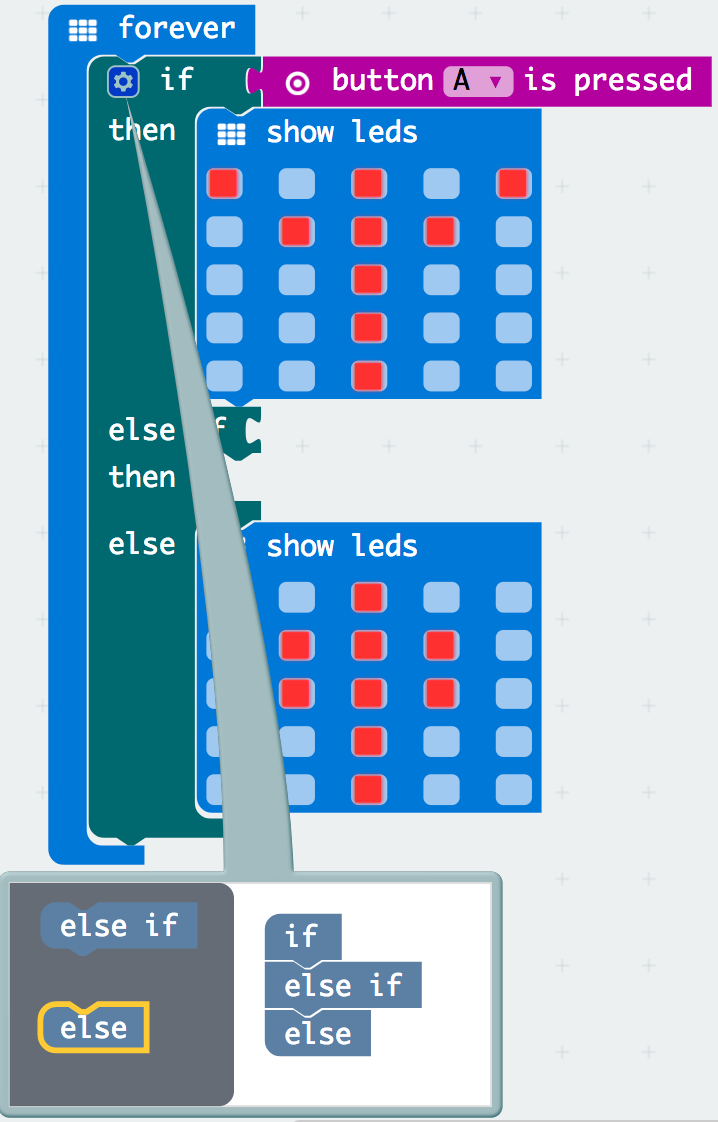 forever
if button A ▼ is pressed
then show leds
else if
then
else show leds
else if
else
if
else if
else